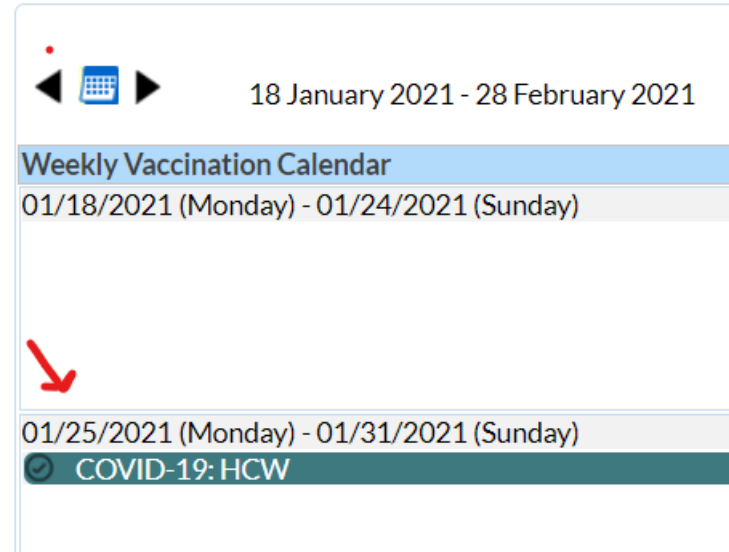 18 January 2021 - 28 February 2021
Weekly Vaccination Calendar
01/18/2021 (Monday) - 01/24/2021 (Sunday)
01/25/2021 (Monday) - 01/31/2021 (Sunday)
COVID-19: HCW